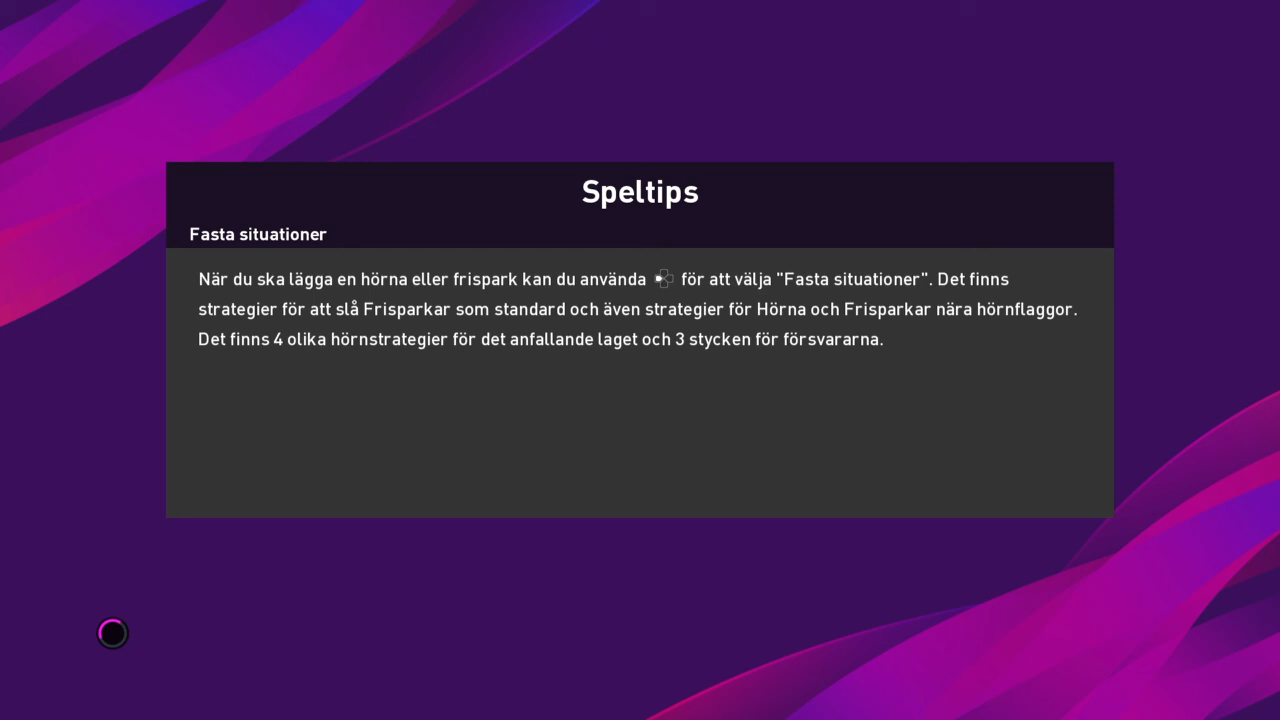 Speltips
Fasta situationer
När du ska lägga en hörna eller frispark kan du använda för att välja "Fasta situationer". Det finns
strategier för att slå Frisparkar som standard och även strategier för Hörna och Frisparkar nära hörnflaggor.
Det finns 4 olika hörnstrategier för det anfallande laget och 3 stycken för försvararna.